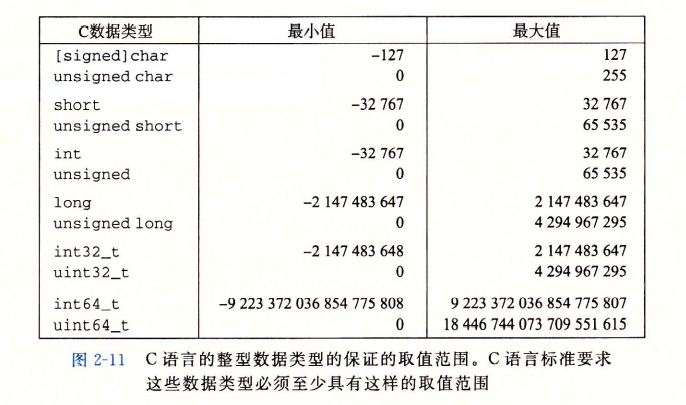 C数据类型 最小值 最大值
[signed]char −127 127
unsigned char 0 255
short −32 767 32 767
unsigned short 0 65 535
int −32 767 32 767
unsigned 0 65 535
long −2 147 483 647 2 147 483 647
unsigned long 0 4 294 967 295
int32_t −2 147 483 648 2 147 483 647
uint32_t 0 4 294 967 295
int64_t −9 223 372 036 854 775 808 9 223 372 036 854 775 807
uint64_t 0 18 446 744 073 709 551 615
图 2-11 C 语言的整型数据类型的保证的取值范围。C 语言标准要求
这些数据类型必须至少具有这样的取值范围